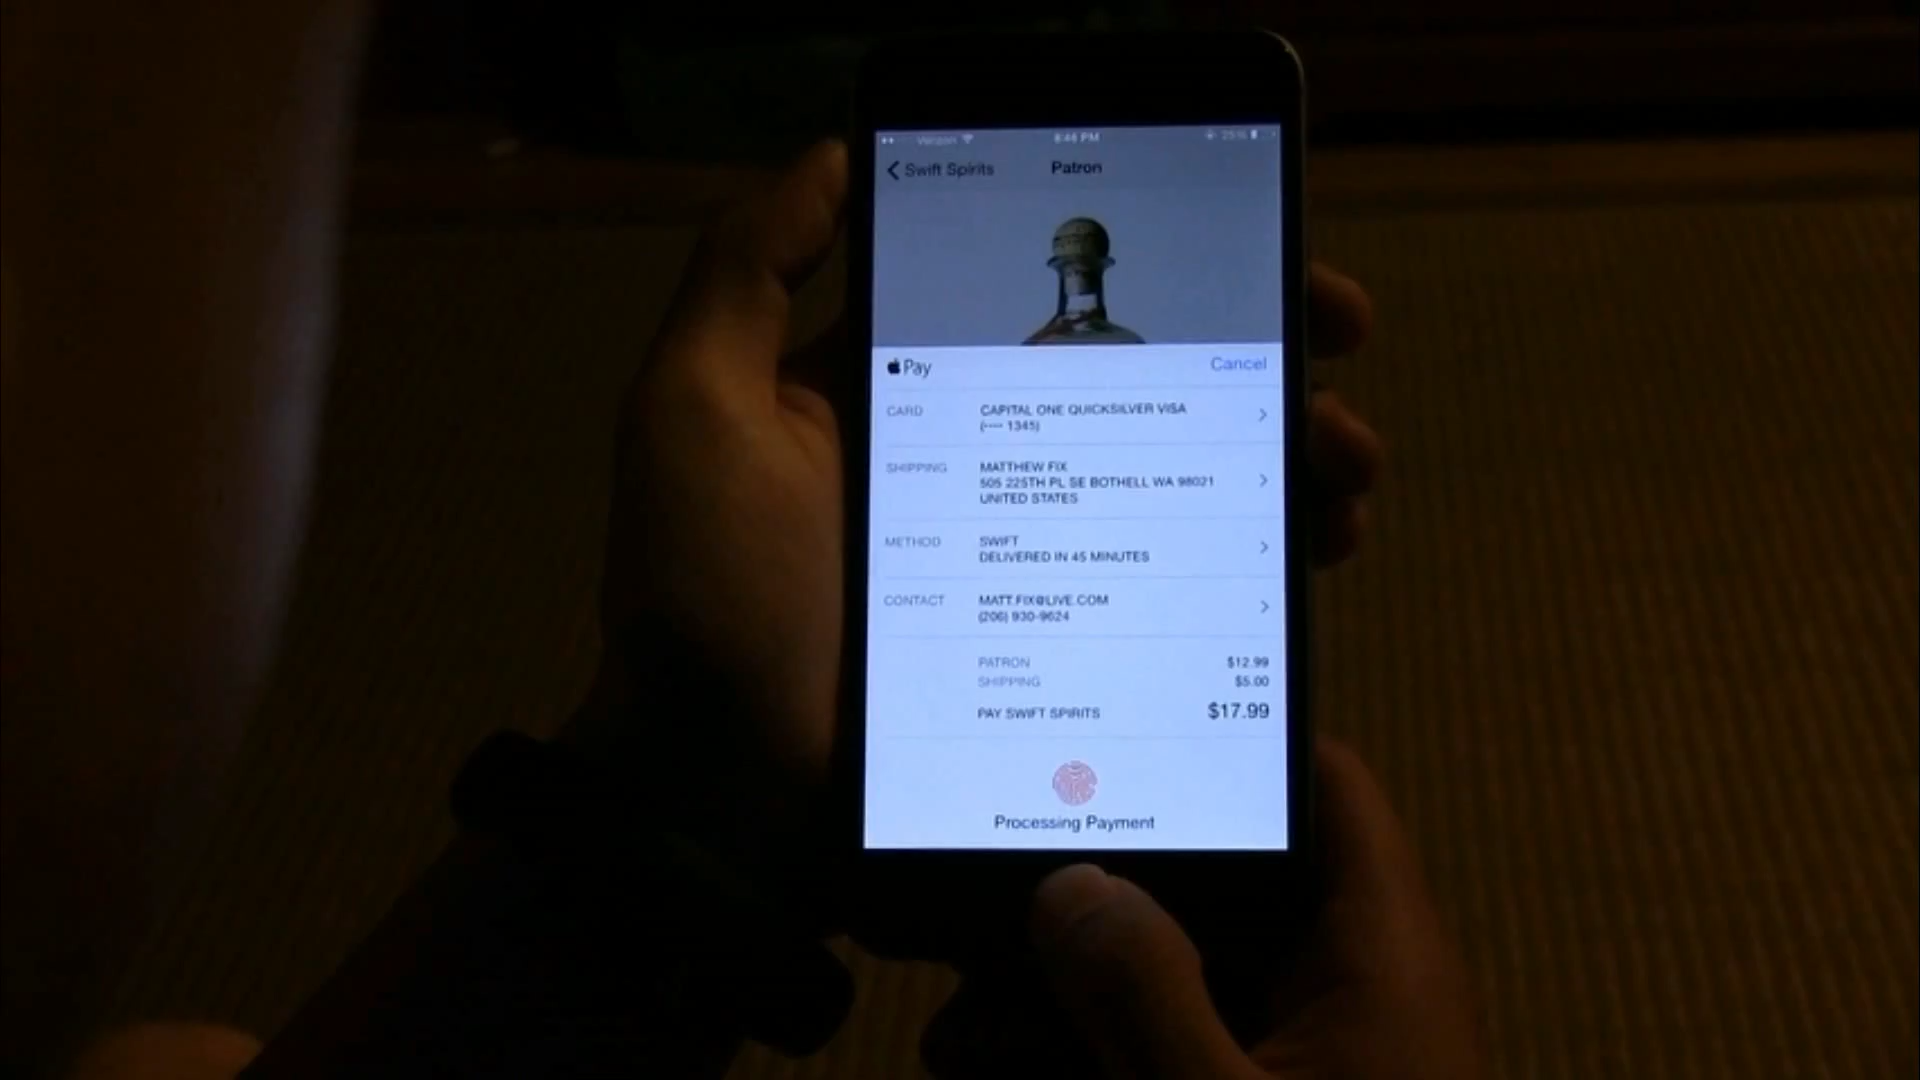 Verizon 8:46 PM 25%
Swift Spirits Patron
Pay Cancel
CARD CAPITAL ONE QUICKSILVER VISA
(···· 1345)
SHIPPING MATTHEW FIX
505 225TH PL SE BOTHELL WA 98021
UNITED STATES
METHOD SWIFT
DELIVERED IN 45 MINUTES
CONTACT MATT.FIX@LIVE.COM
(206) 930-9624
PATRON $12.99
SHIPPING $5.00
PAY SWIFT SPIRITS $17.99
Processing Payment